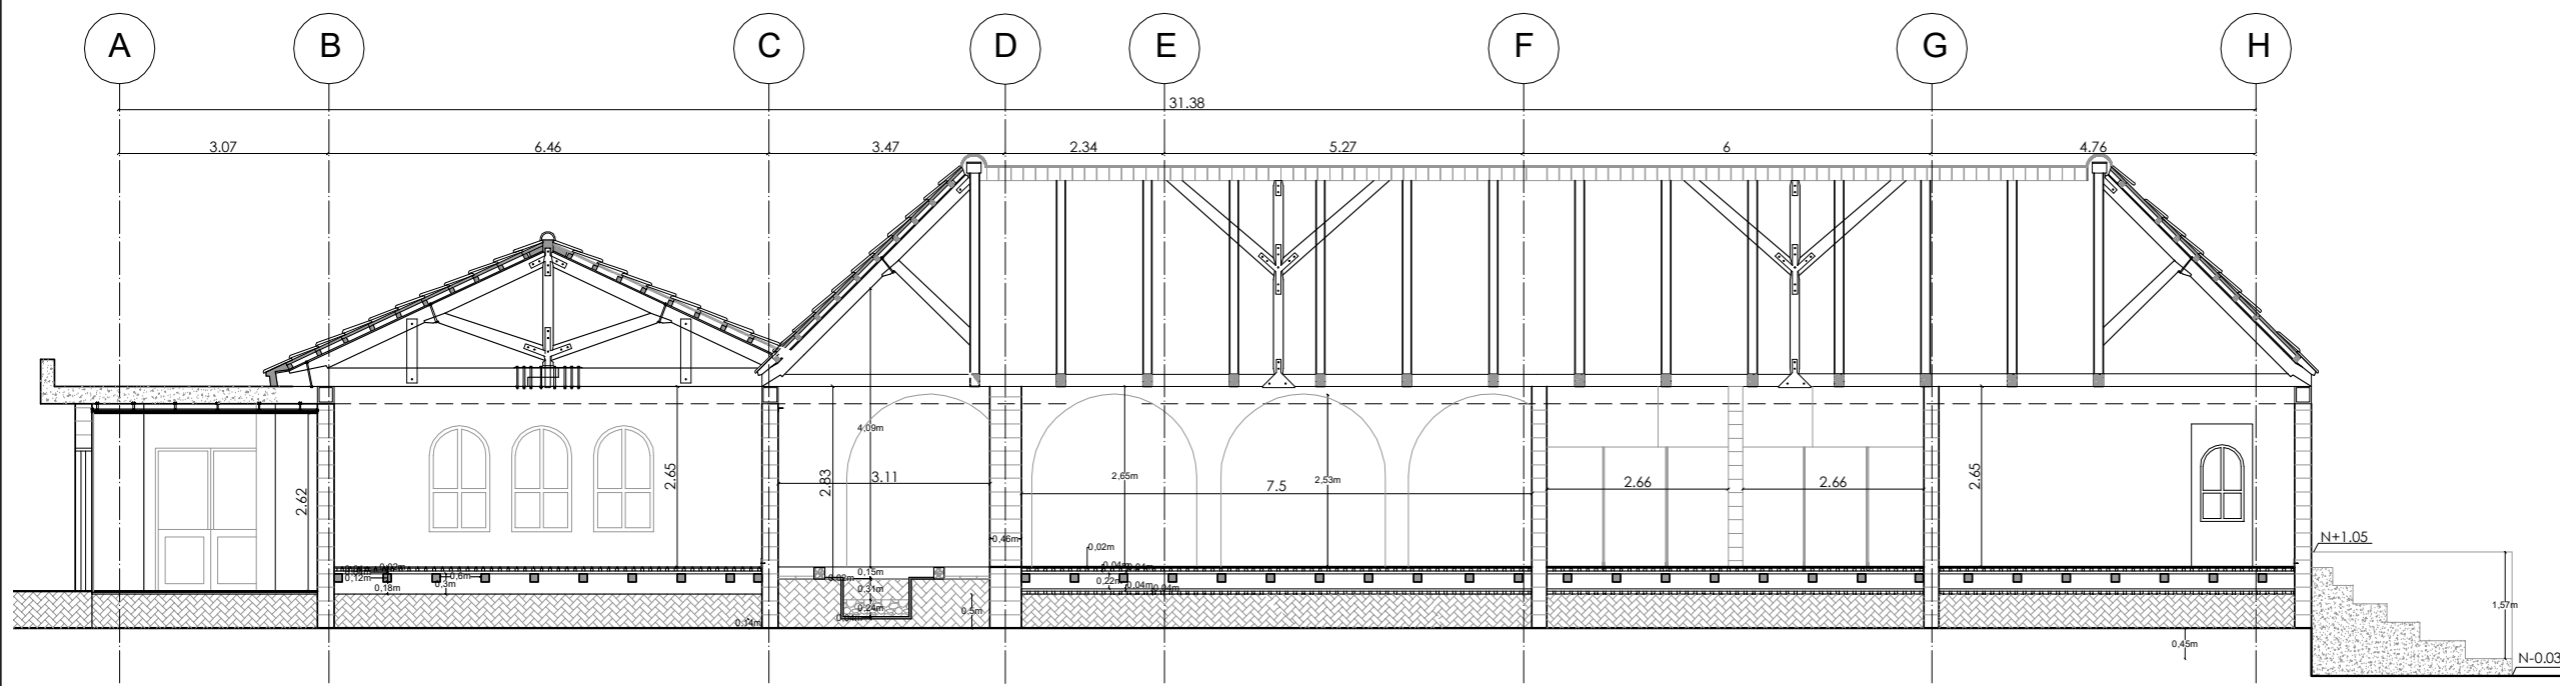 A B C D E F G H
31.38
3.07 6.46 3.47 2.34 5.27 6 4.76
4,09m
2.62 2.65 2.83 3.11 2,65m 7.5 2,53m 2.66 2.66 2.65
0,46m
0,02m
N+1.05
0,12m 0,6m 0,3m 0,18m
0,15m
0,31m
0,24m
0,5m
0,14m
0,22m
0,04m
1,57m
0,45m
N-0.03